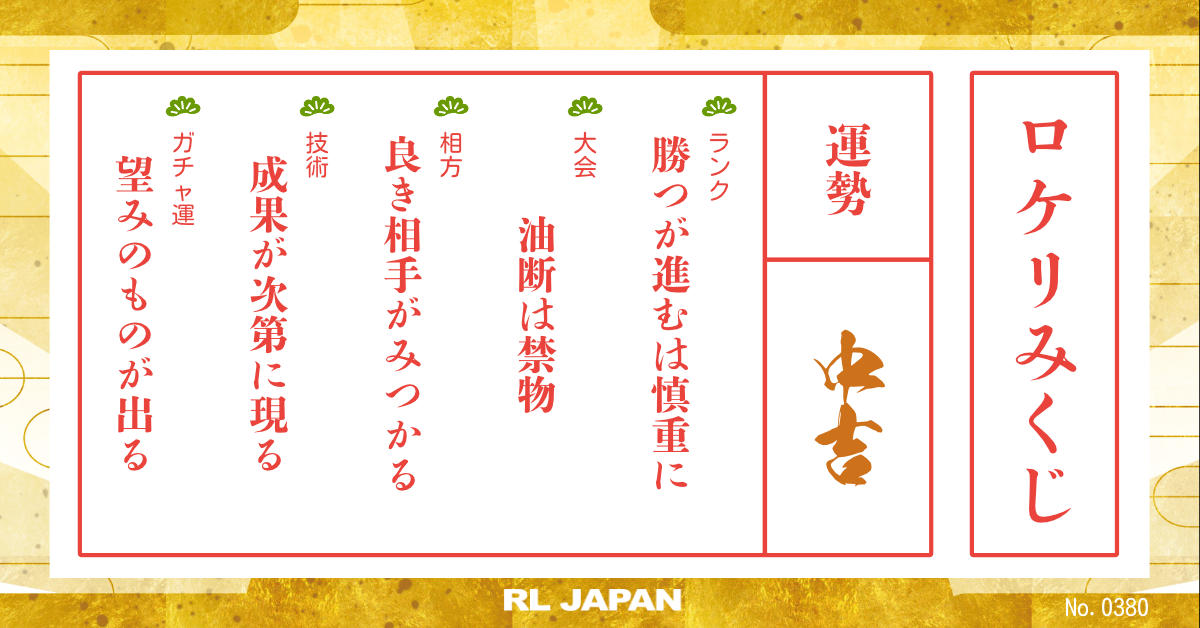 ロケリみくじ
運勢
中吉
ランク
勝つが進むは慎重に
大会
油断は禁物
相方
良き相手がみつかる
技術
成果が次第に現る
ガチャ運
望みのものが出る
RL JAPAN
No. 0380